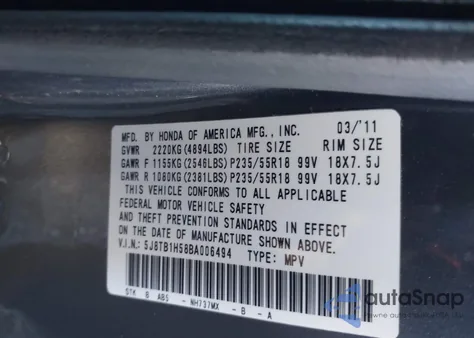 MFD. BY HONDA OF AMERICA MFG., INC. 03/'11
GVWR 2220KG(4894LBS) TIRE SIZE RIM SIZE
GAWR F 1155KG(2546LBS)P235/55R18 99V 18X7.5J
GAWR R 1080KG(2381LBS)P235/55R18 99V 18X7.5J
THIS VEHICLE CONFORMS TO ALL APPLICABLE
FEDERAL MOTOR VEHICLE SAFETY
AND THEFT PREVENTION STANDARDS IN EFFECT
ON THE DATE OF MANUFACTURE SHOWN ABOVE.
V.I.N.: 5J8TB1H58BA006494 TYPE: MPV
NH737MX - B - A
autoSnap